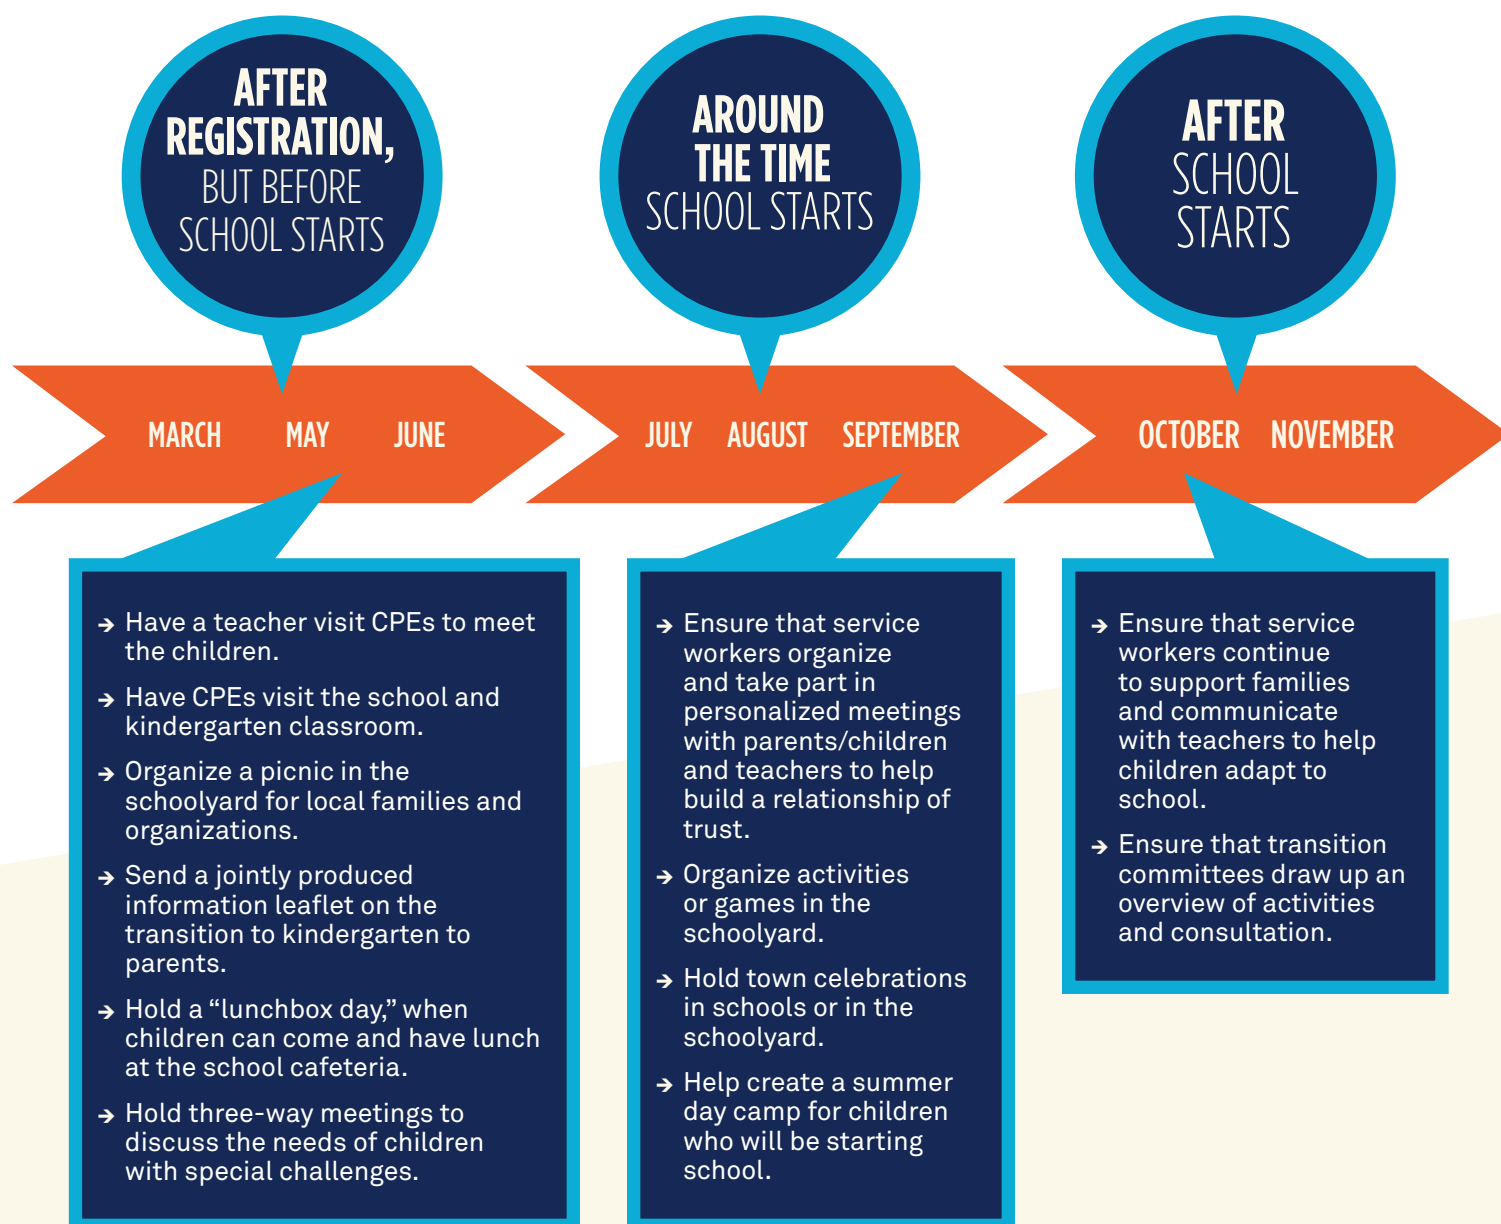 AFTER
REGISTRATION,
BUT BEFORE
SCHOOL STARTS
AROUND
THE TIME
SCHOOL STARTS
AFTER
SCHOOL
STARTS
MARCH MAY JUNE
JULY AUGUST SEPTEMBER
OCTOBER NOVEMBER
→ Have a teacher visit CPEs to meet
the children.
→ Have CPEs visit the school and
kindergarten classroom.
→ Organize a picnic in the
schoolyard for local families and
organizations.
→ Send a jointly produced
information leaflet on the
transition to kindergarten to
parents.
→ Hold a “lunchbox day,” when
children can come and have lunch
at the school cafeteria.
→ Hold three-way meetings to
discuss the needs of children
with special challenges.
→ Ensure that service
workers organize
and take part in
personalized meetings
with parents/children
and teachers to help
build a relationship of
trust.
→ Organize activities
or games in the
schoolyard.
→ Hold town celebrations
in schools or in the
schoolyard.
→ Help create a summer
day camp for children
who will be starting
school.
→ Ensure that service
workers continue
to support families
and communicate
with teachers to help
children adapt to
school.
→ Ensure that transition
committees draw up an
overview of activities
and consultation.